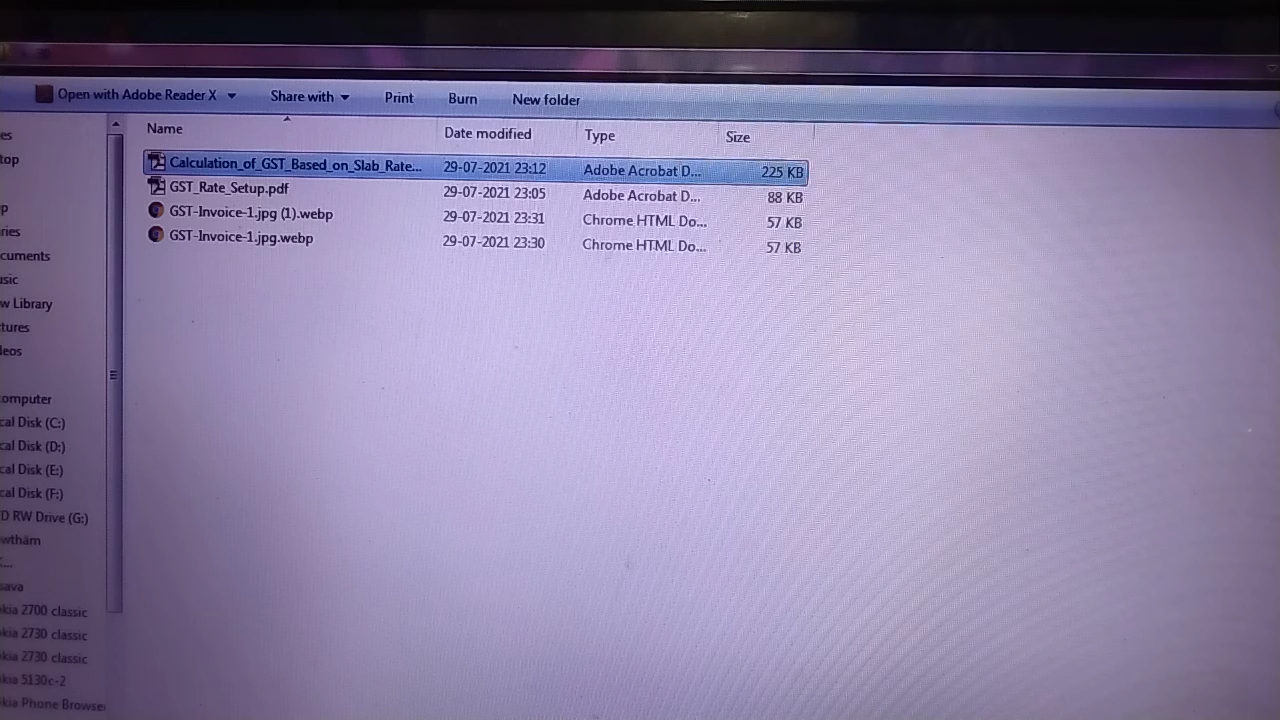 Open with Adobe Reader X Share with Print Burn New folder
Name Date modified Type Size
Calculation_of_GST_Based_on_Slab_Rate... 29-07-2021 23:12 Adobe Acrobat D... 225 KB
GST_Rate_Setup.pdf 29-07-2021 23:05 Adobe Acrobat D... 88 KB
GST-Invoice-1.jpg (1).webp 29-07-2021 23:31 Chrome HTML Do... 57 KB
GST-Invoice-1.jpg.webp 29-07-2021 23:30 Chrome HTML Do... 57 KB
es
top
p
ries
cuments
sic
w Library
tures
leos
omputer
cal Disk (C:)
cal Disk (D:)
cal Disk (E:)
cal Disk (F:)
D RW Drive (G:)
wtham
...
sava
kia 2700 classic
kia 2730 classic
kia 2730 classic
kia 5130c-2
kia Phone Browser